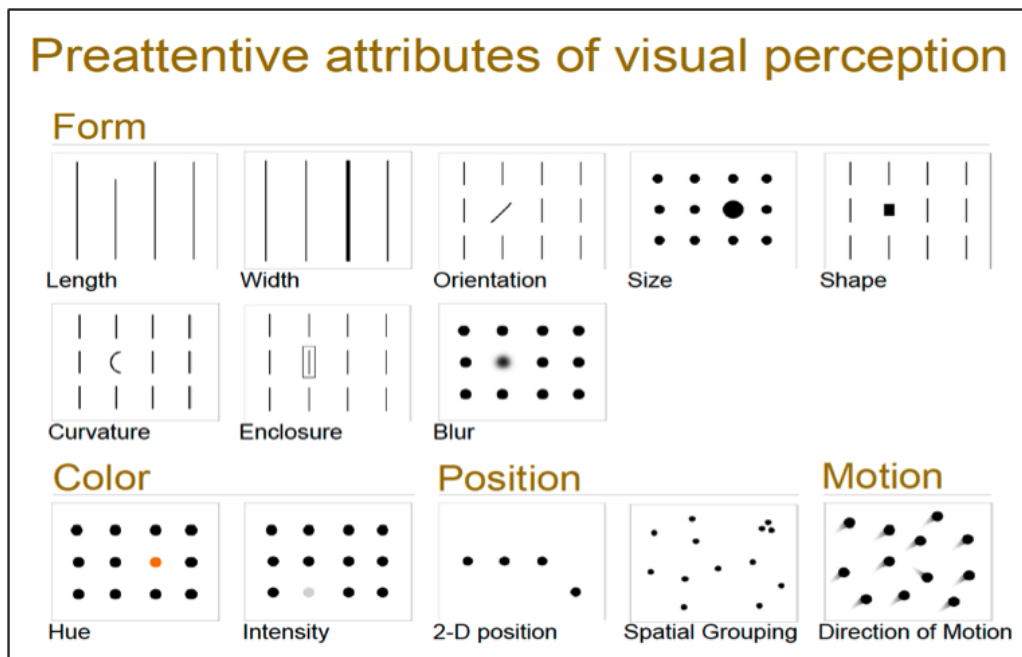 Preattentive attributes of visual perception
Form
Length Width Orientation Size Shape
Curvature Enclosure Blur
Color Position Motion
Hue Intensity 2-D position Spatial Grouping Direction of Motion